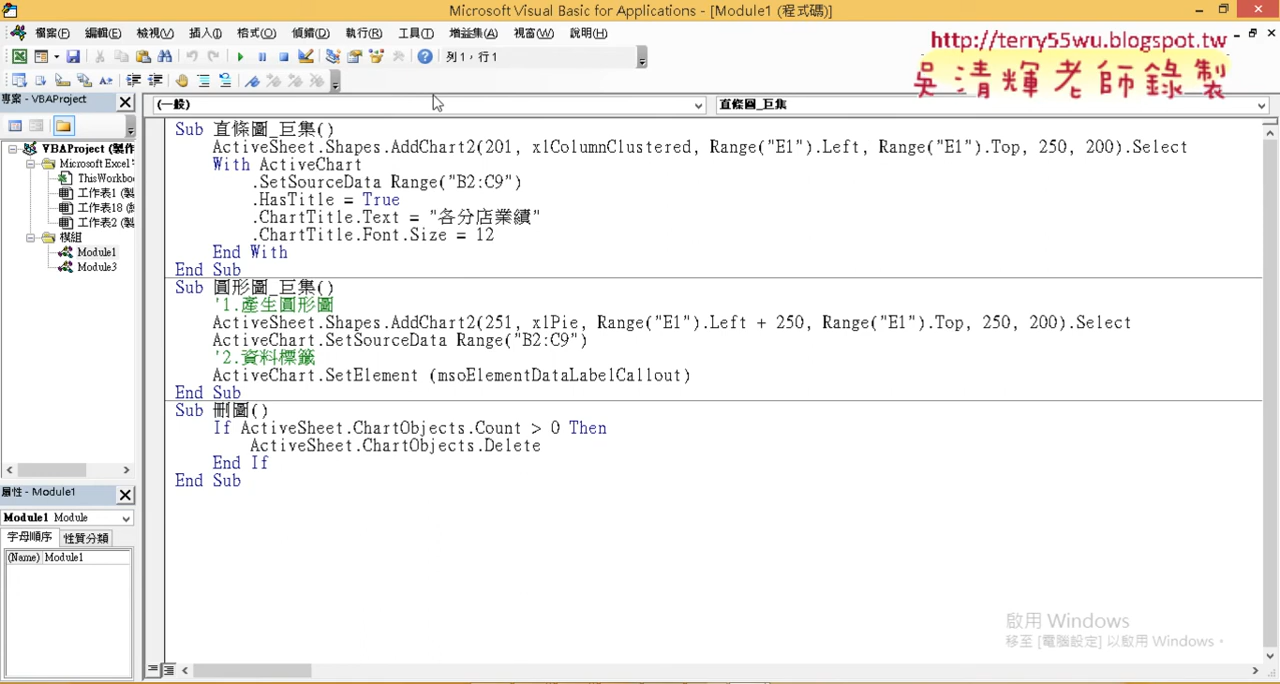 Microsoft Visual Basic for Applications - [Module1 (程式碼)]
檔案(F) 編輯(E) 檢視(V) 插入(I) 格式(O) 偵錯(D) 執行(R) 工具(T) 增益集(A) 視窗(W) 說明(H)
http://terry55wu.blogspot.tw
吳清輝老師錄製
列 1，行 1
專案 - VBAProject
(一般)
直條圖_巨集
VBAProject (製作
Microsoft Excel
ThisWorkbo
工作表1 (製
工作表18 (
工作表2 (製
模組
Module1
Module3
Sub 直條圖_巨集()
ActiveSheet.Shapes.AddChart2(201, xlColumnClustered, Range("E1").Left, Range("E1").Top, 250, 200).Select
With ActiveChart
.SetSourceData Range("B2:C9")
.HasTitle = True
.ChartTitle.Text = "各分店業績"
.ChartTitle.Font.Size = 12
End With
End Sub
Sub 圓形圖_巨集()
'1.產生圓形圖
ActiveSheet.Shapes.AddChart2(251, xlPie, Range("E1").Left + 250, Range("E1").Top, 250, 200).Select
ActiveChart.SetSourceData Range("B2:C9")
'2.資料標籤
ActiveChart.SetElement (msoElementDataLabelCallout)
End Sub
Sub 刪圖()
If ActiveSheet.ChartObjects.Count > 0 Then
ActiveSheet.ChartObjects.Delete
End If
End Sub
屬性 - Module1
Module1 Module
字母順序 性質分類
(Name) Module1
啟用 Windows
移至 [電腦設定] 以啟用 Windows。